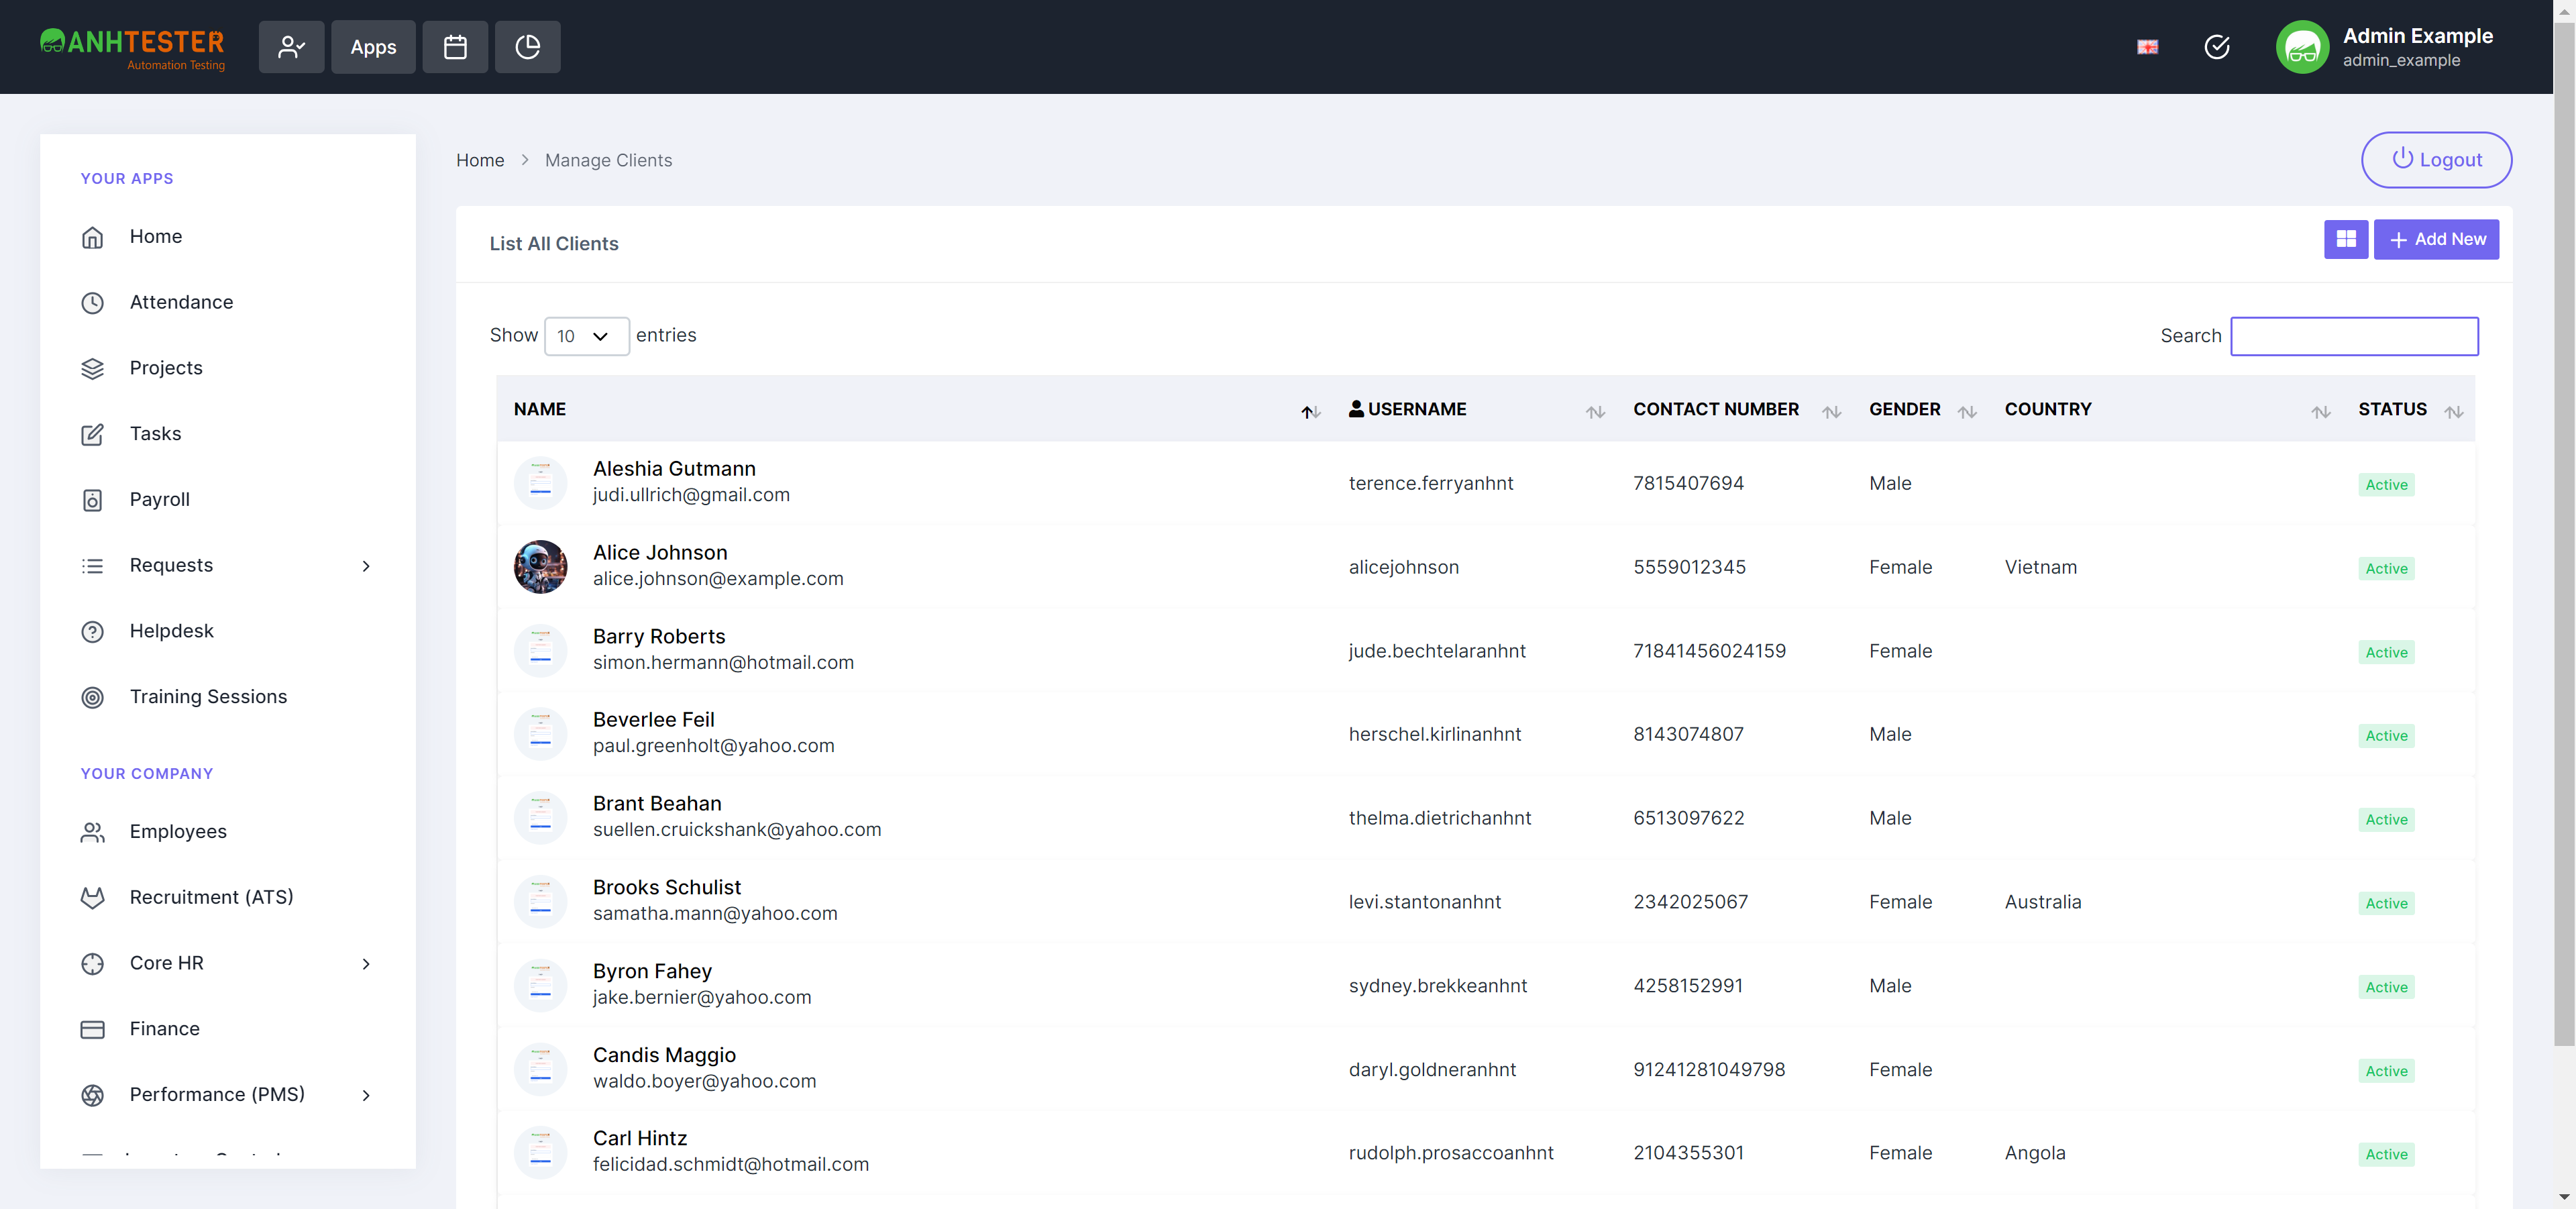 ANHTESTER
Automation Testing
Apps
Admin Example
admin_example
YOUR APPS
Home
Attendance
Projects
Tasks
Payroll
Requests
Helpdesk
Training Sessions
YOUR COMPANY
Employees
Recruitment (ATS)
Core HR
Finance
Performance (PMS)
Home Manage Clients
Logout
List All Clients
Add New
Show 10 entries
Search
NAME USERNAME CONTACT NUMBER GENDER COUNTRY STATUS
Aleshia Gutmann
judi.ullrich@gmail.com
terence.ferryanhnt 7815407694 Male Active
Alice Johnson
alice.johnson@example.com
alicejohnson 5559012345 Female Vietnam Active
Barry Roberts
simon.hermann@hotmail.com
jude.bechtelaranhnt 71841456024159 Female Active
Beverlee Feil
paul.greenholt@yahoo.com
herschel.kirlinanhnt 8143074807 Male Active
Brant Beahan
suellen.cruickshank@yahoo.com
thelma.dietrichanhnt 6513097622 Male Active
Brooks Schulist
samatha.mann@yahoo.com
levi.stantonanhnt 2342025067 Female Australia Active
Byron Fahey
jake.bernier@yahoo.com
sydney.brekkeanhnt 4258152991 Male Active
Candis Maggio
waldo.boyer@yahoo.com
daryl.goldneranhnt 91241281049798 Female Active
Carl Hintz
felicidad.schmidt@hotmail.com
rudolph.prosaccoanhnt 2104355301 Female Angola Active